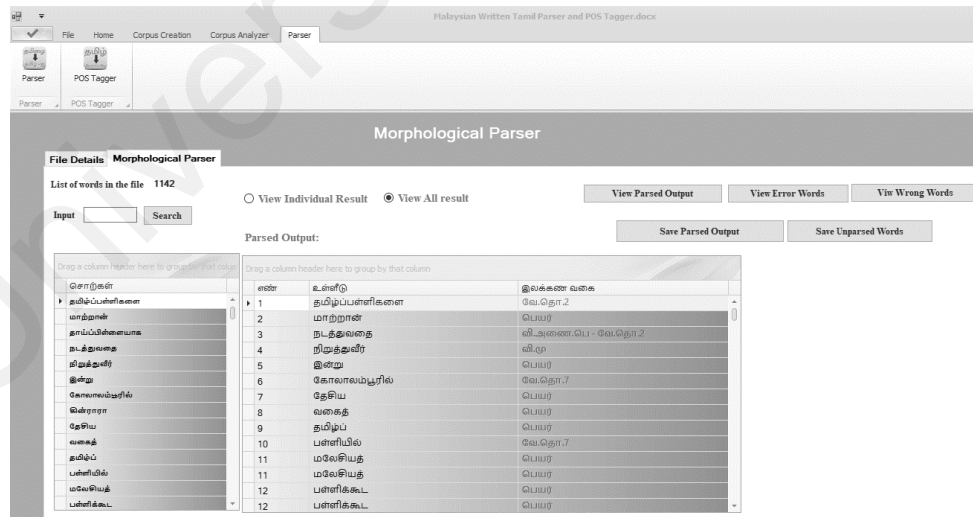 Malaysian Written Tamil Parser and POS Tagger.docx
File Home Corpus Creation Corpus Analyzer Parser
தமிழ்
Parser POS Tagger
Parser POS Tagger
Morphological Parser
File Details Morphological Parser
List of words in the file 1142
View Individual Result View All result
View Parsed Output View Error Words Viw Wrong Words
Input Search
Save Parsed Output Save Unparsed Words
Parsed Output:
Drag a column header here to group by that colur
Drag a column header here to group by that column
சொற்கள்
தமிழ்ப்பள்ளிகளை
மாற்றான்
தாய்ப்பிள்ளையாக
நடத்துவதை
நிறுத்துவீர்
இன்று
கோலாலம்பூரில்
தேசிய
வகைத்
தமிழ்ப்
பள்ளியில்
மலேசியத்
பள்ளிக்கூட
எண் உள்ளீடு இலக்கண வகை
1 தமிழ்ப்பள்ளிகளை வே.தொ.2
2 மாற்றான் பெயர்
3 நடத்துவதை வி.அணை.பெ - வே.தொ.2
4 நிறுத்துவீர் வி.மு
5 இன்று பெயர்
6 கோலாலம்பூரில் வே.தொ.7
7 தேசிய பெயர்
8 வகைத் பெயர்
9 தமிழ்ப் பெயர்
10 பள்ளியில் வே.தொ.7
11 மலேசியத் பெயர்
11 மலேசியத் பெயர்
12 பள்ளிக்கூட பெயர்
12 பள்ளிக்கூட பெயர்